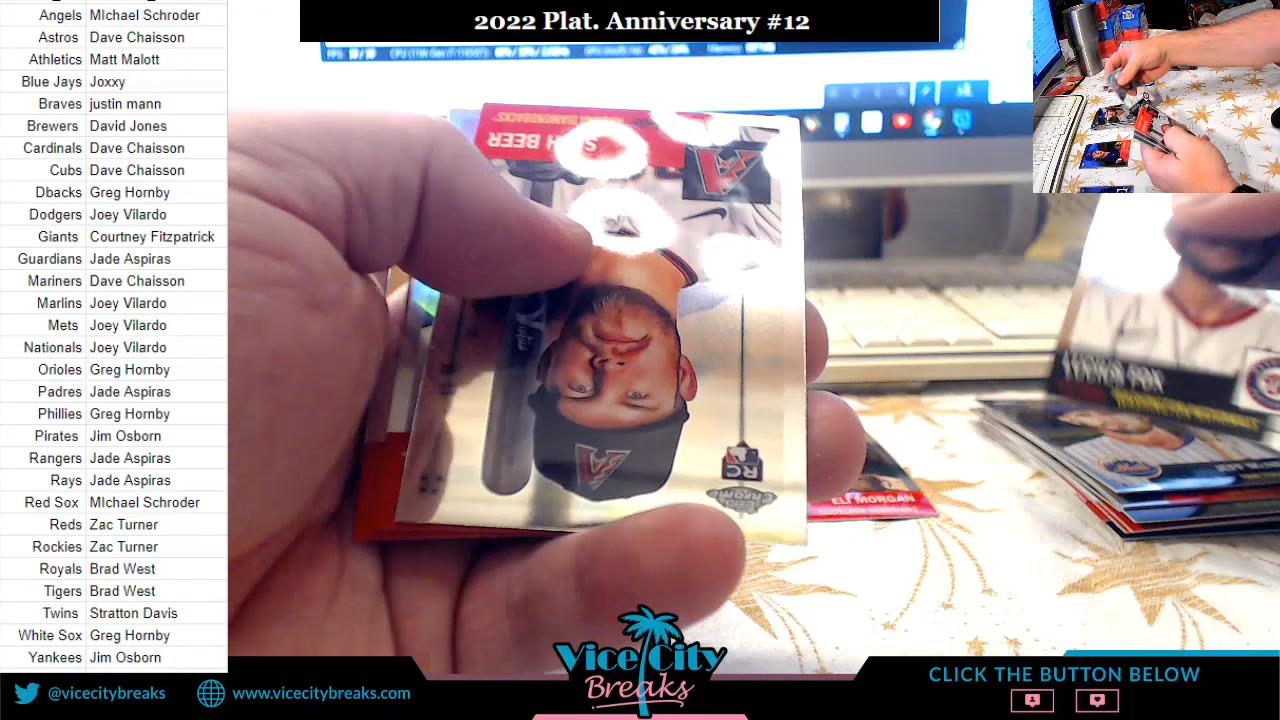 2022 Plat. Anniversary #12
Angels MIchael Schroder
Astros Dave Chaisson
Athletics Matt Malott
Blue Jays Joxxy
Braves justin mann
Brewers David Jones
Cardinals Dave Chaisson
Cubs Dave Chaisson
Dbacks Greg Hornby
Dodgers Joey Vilardo
Giants Courtney Fitzpatrick
Guardians Jade Aspiras
Mariners Dave Chaisson
Marlins Joey Vilardo
Mets Joey Vilardo
Nationals Joey Vilardo
Orioles Greg Hornby
Padres Jade Aspiras
Phillies Greg Hornby
Pirates Jim Osborn
Rangers Jade Aspiras
Rays Jade Aspiras
Red Sox MIchael Schroder
Reds Zac Turner
Rockies Zac Turner
Royals Brad West
Tigers Brad West
Twins Stratton Davis
White Sox Greg Hornby
Yankees Jim Osborn
BEER
DIAMONDBACKS
RC
Chrome
ELI MORGAN
CLEVELAND GUARDIANS
@vicecitybreaks
www.vicecitybreaks.com
Vice City
Breaks
CLICK THE BUTTON BELOW